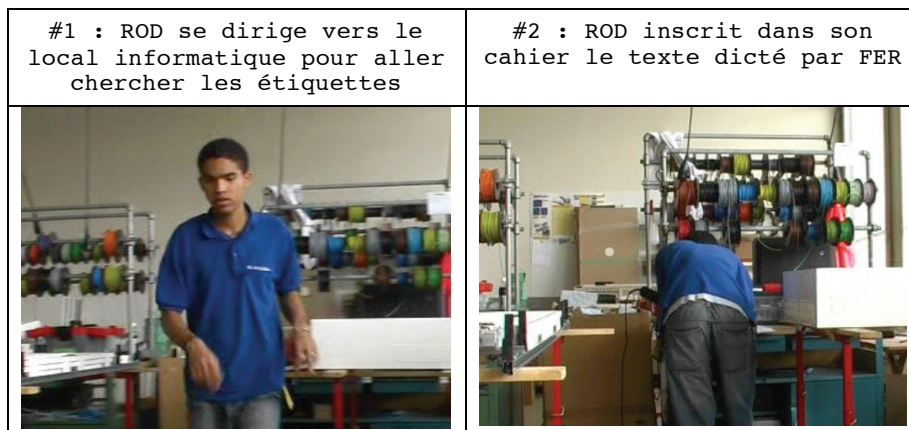 #1 : ROD se dirige vers le
local informatique pour aller
chercher les étiquettes
#2 : ROD inscrit dans son
cahier le texte dicté par FER